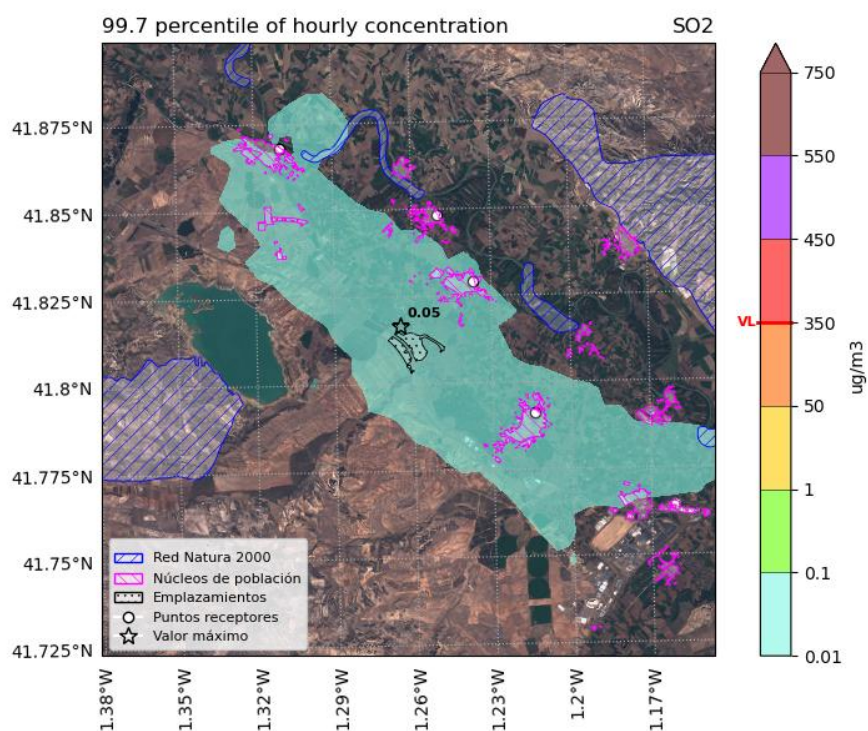 99.7 percentile of hourly concentration SO2
41.875°N
41.85°N
41.825°N
41.8°N
41.775°N
41.75°N
41.725°N
0.05
Red Natura 2000
Núcleos de población
Emplazamientos
Puntos receptores
Valor máximo
1.38°W
1.35°W
1.32°W
1.29°W
1.26°W
1.23°W
1.2°W
1.17°W
750
550
450
VL
350
50
1
0.1
0.01
ug/m3